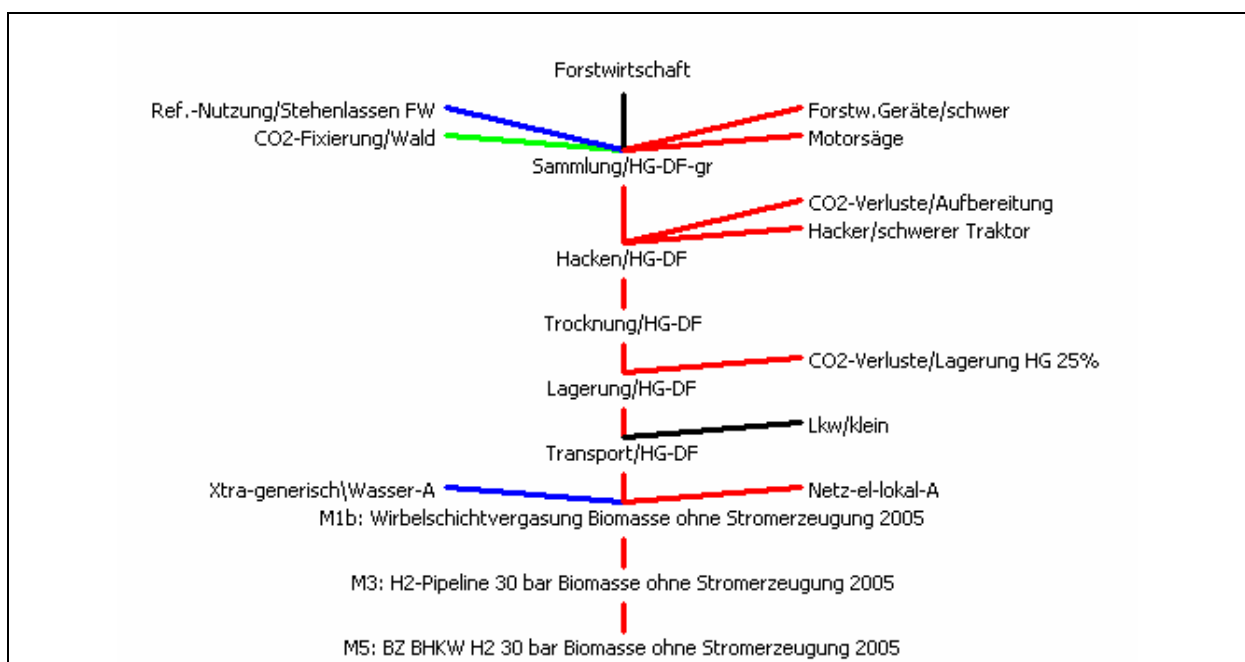 Forstwirtschaft
Ref.-Nutzung/Stehenlassen FW
Forstw.Geräte/schwer
CO2-Fixierung/Wald
Motorsäge
Sammlung/HG-DF-gr
CO2-Verluste/Aufbereitung
Hacker/schwerer Traktor
Hacken/HG-DF
Trocknung/HG-DF
CO2-Verluste/Lagerung HG 25%
Lagerung/HG-DF
Lkw/klein
Transport/HG-DF
Xtra-generisch\Wasser-A
Netz-el-lokal-A
M1b: Wirbelschichtvergasung Biomasse ohne Stromerzeugung 2005
M3: H2-Pipeline 30 bar Biomasse ohne Stromerzeugung 2005
M5: BZ BHKW H2 30 bar Biomasse ohne Stromerzeugung 2005